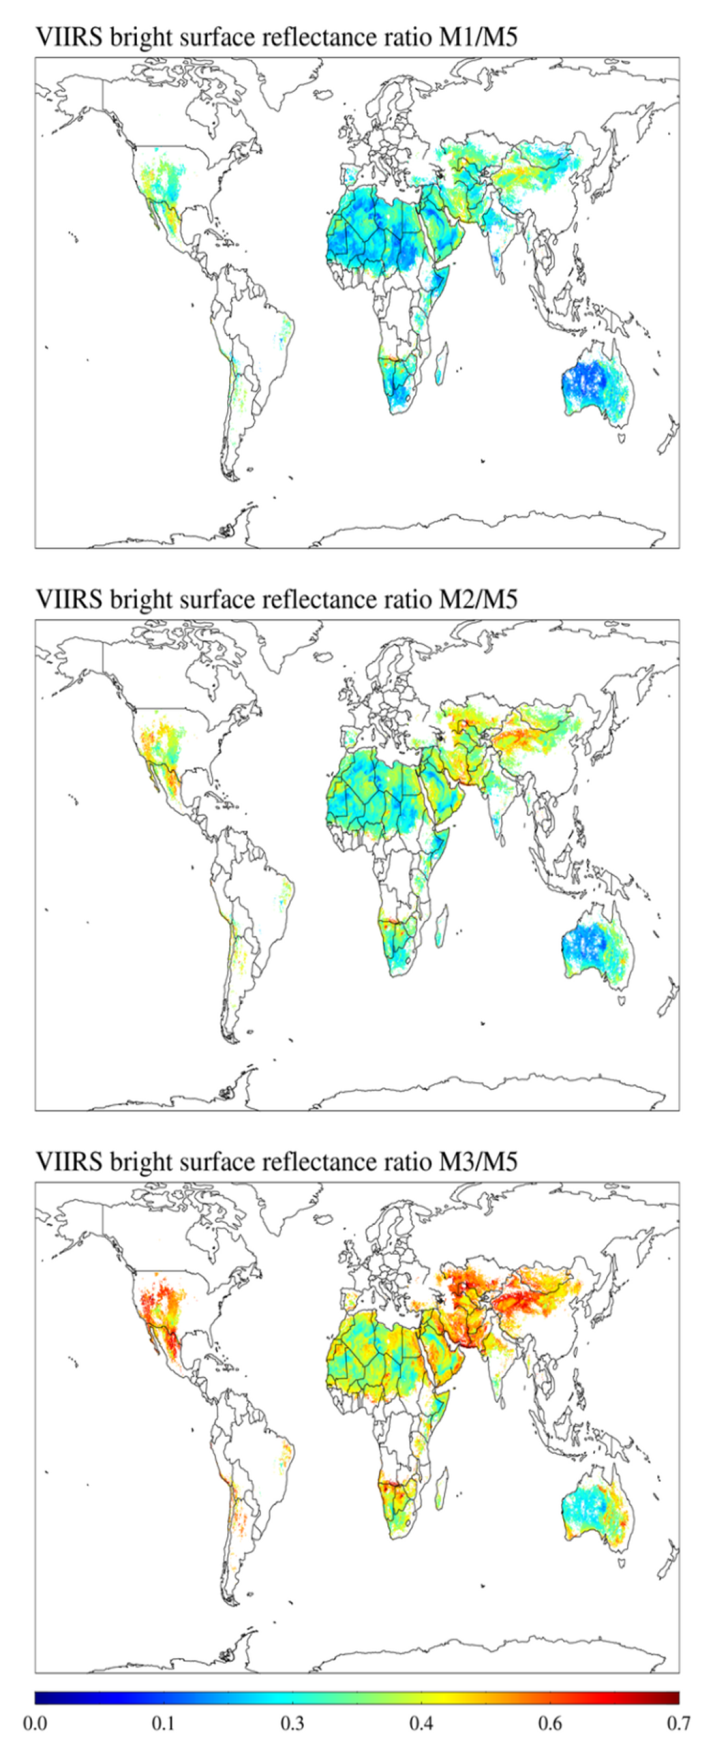 VIIRS bright surface reflectance ratio M1/M5
VIIRS bright surface reflectance ratio M2/M5
VIIRS bright surface reflectance ratio M3/M5
0.0 0.1 0.3 0.4 0.6 0.7